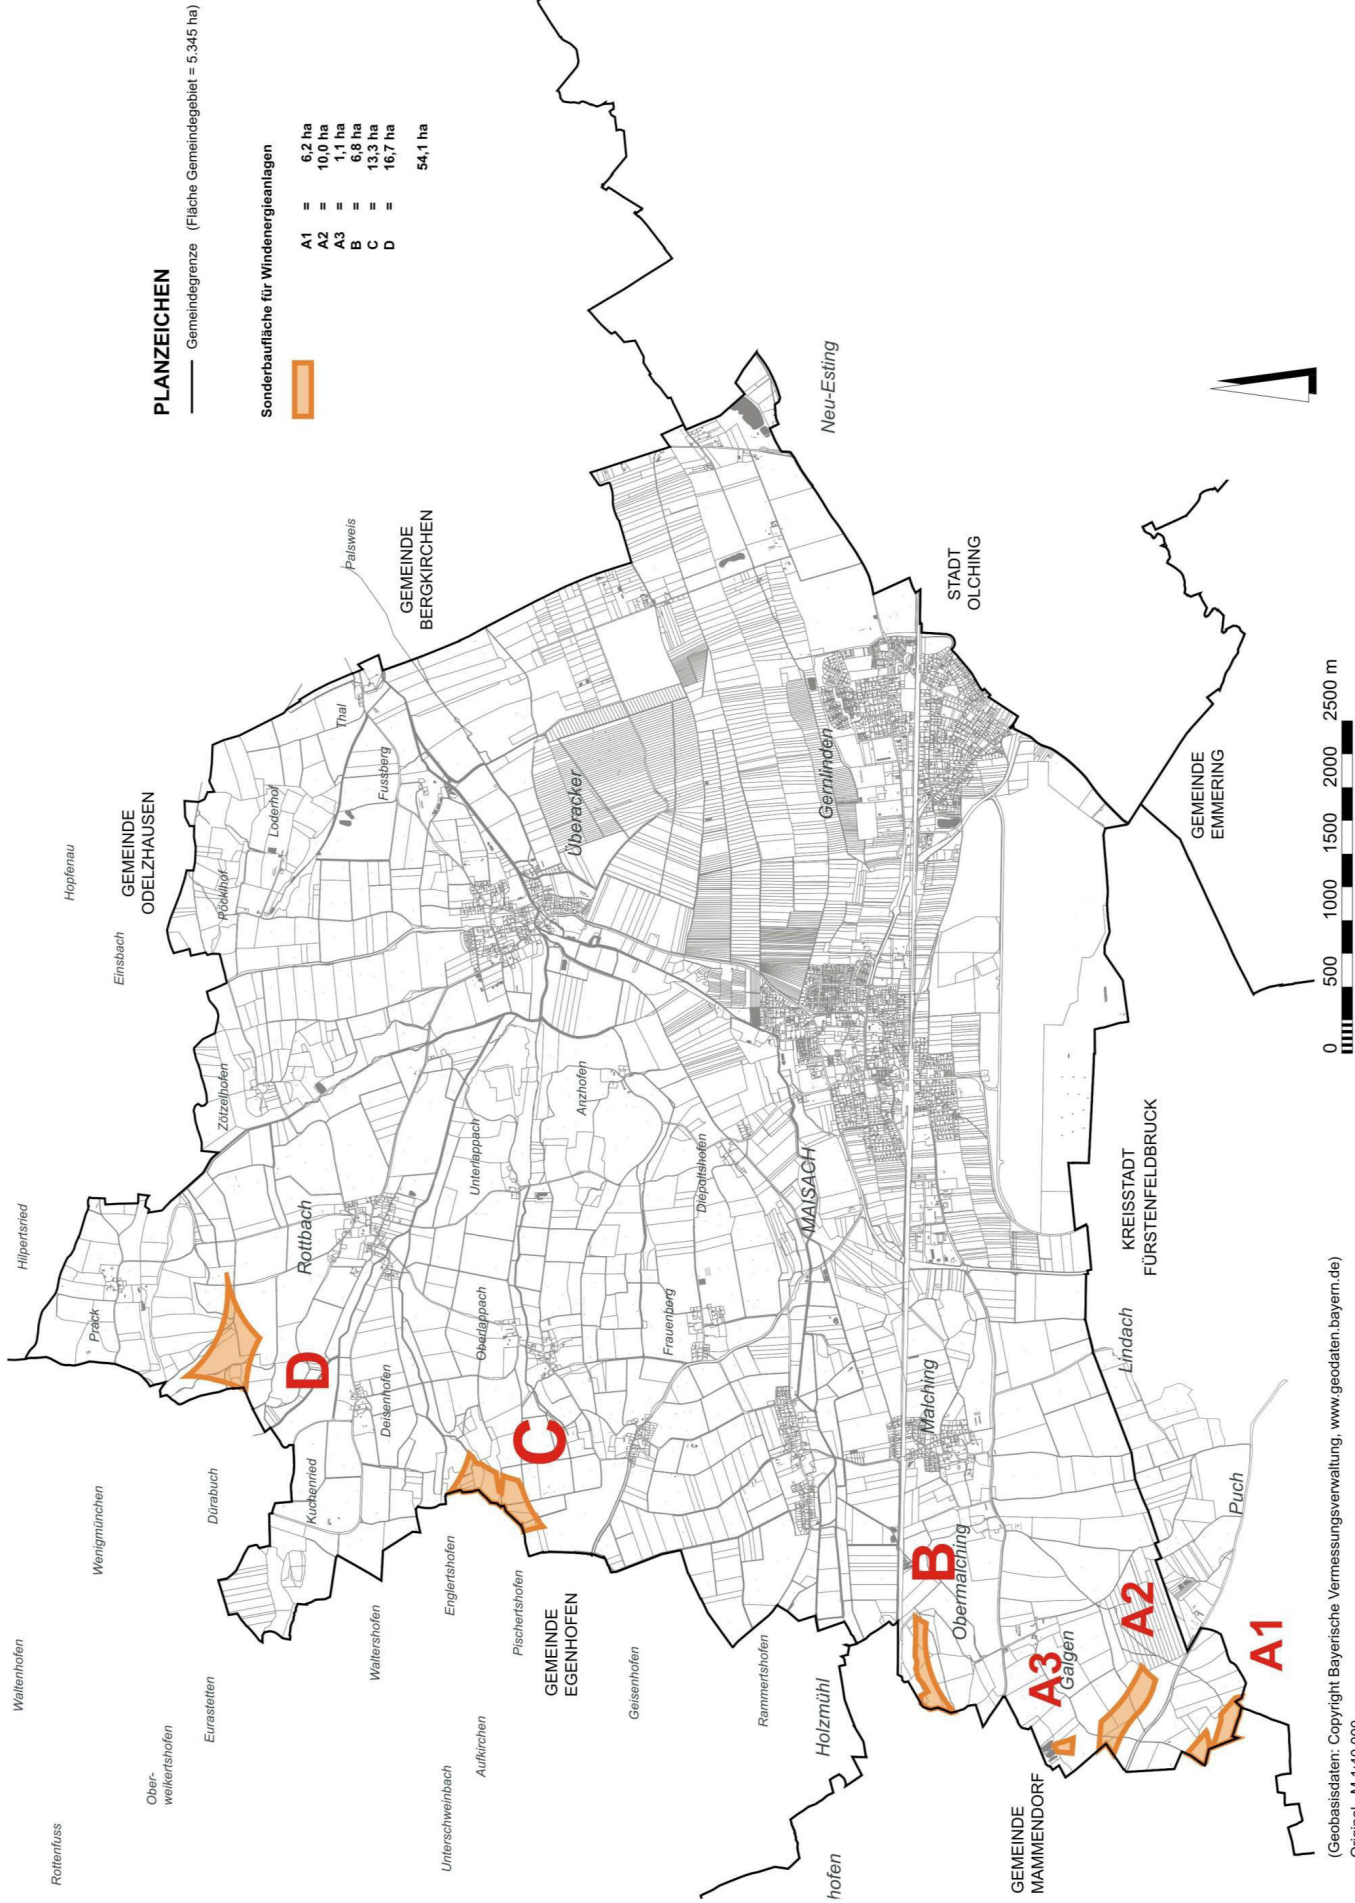 PLANZEICHEN
Gemeindegrenze (Fläche Gemeindegebiet = 5.345 ha)
Sonderbaufläche für Windenergieanlagen
A1 = 6,2 ha
A2 = 10,0 ha
A3 = 1,1 ha
B = 6,8 ha
C = 13,3 ha
D = 16,7 ha
54,1 ha
Rottenfuss
Waltenhofen
Hilpertsried
Hopfenau
Ober-
weikertshofen
Wenigmünchen
Prack
Einsbach
GEMEINDE
ODELZHAUSEN
Eurastetten
Dürabuch
Zötzelhofen
Pöcklhof
Loderhof
Kuchenried
D
Rottbach
Thal
Palsweis
Waltershofen
Deisenhofen
Fussberg
GEMEINDE
BERGKIRCHEN
Unterschweinbach
Aufkirchen
Englertshofen
Oberlappach
Unterlappach
Pischertshofen
C
GEMEINDE
EGENHOFEN
Anzhofen
Überacker
Geisenhofen
Frauenberg
Diepoltshofen
Rammertshofen
Holzmühl
MAISACH
Gernlinden
Neu-Esting
hofen
B
Malching
Obermalching
STADT
OLCHING
GEMEINDE
MAMMENDORF
A3
Galgen
A2
Lindach
KREISSTADT
FÜRSTENFELDBRUCK
GEMEINDE
EMMERING
Puch
A1
0 500 1000 1500 2000 2500 m
(Geobasisdaten: Copyright Bayerische Vermessungsverwaltung, www.geodaten.bayern.de)